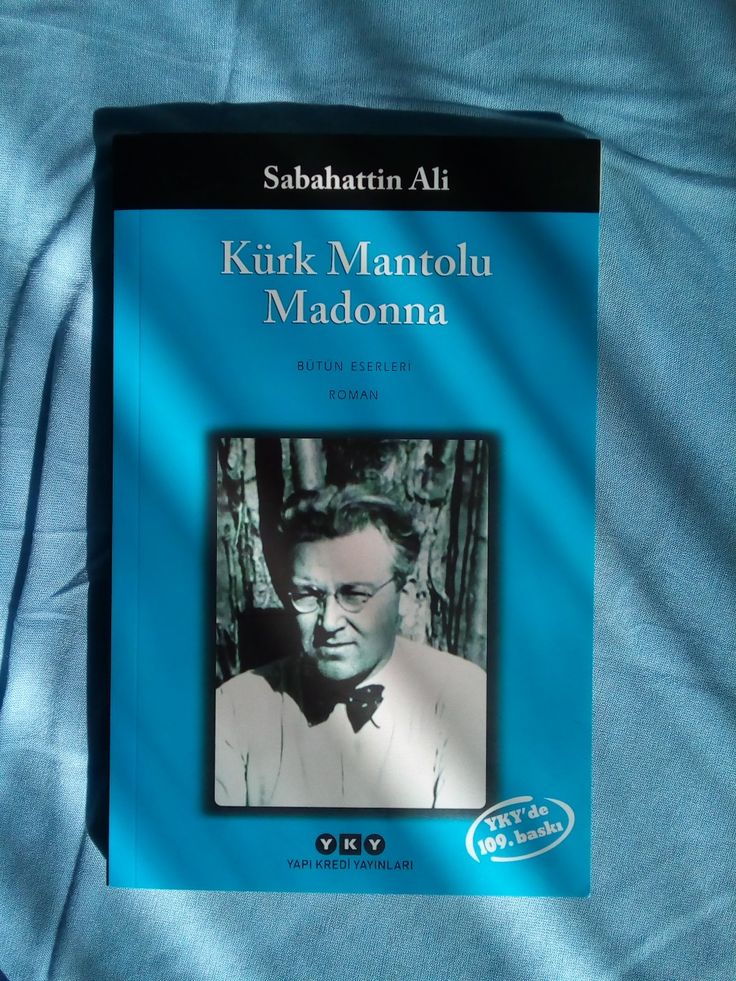 Sabahattin Ali
Kürk Mantolu
Madonna
BÜTÜN ESERLERİ
ROMAN
YKY'de
109. baskı
YKY
YAPI KREDİ YAYINLARI